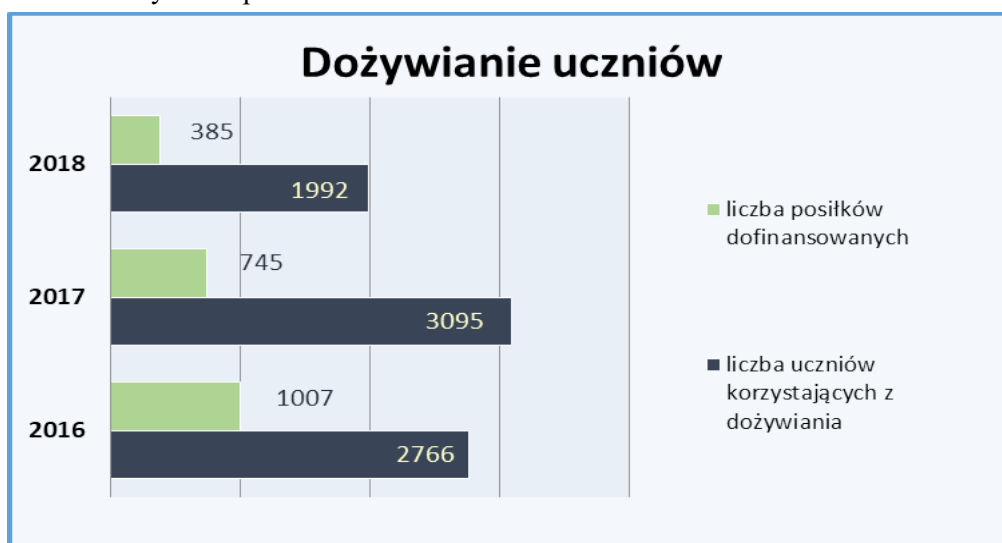 Dożywianie uczniów
2018
385
1992
2017
745
3095
2016
1007
2766
liczba posiłków
dofinansowanych
liczba uczniów
korzystających z
dożywiania